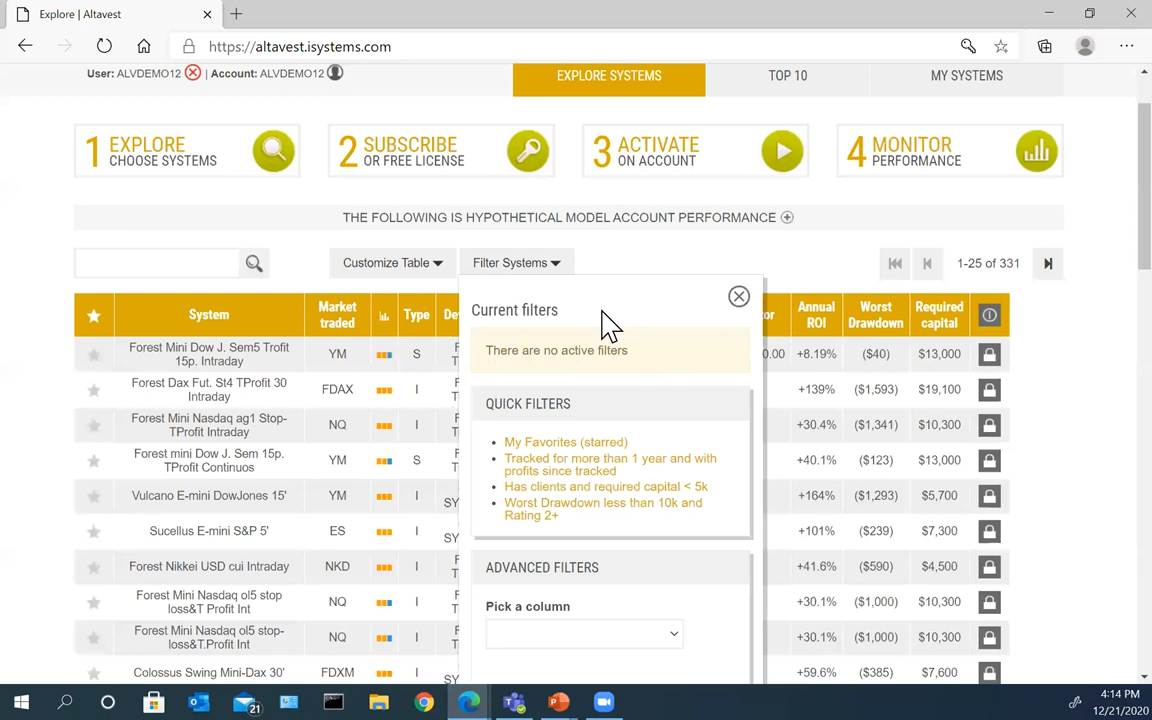 Explore | Altavest
https://altavest.isystems.com
User: ALVDEMO12 | Account: ALVDEMO12
EXPLORE SYSTEMS
TOP 10
MY SYSTEMS
1 EXPLORE
CHOOSE SYSTEMS
2 SUBSCRIBE
OR FREE LICENSE
3 ACTIVATE
ON ACCOUNT
4 MONITOR
PERFORMANCE
THE FOLLOWING IS HYPOTHETICAL MODEL ACCOUNT PERFORMANCE
Customize Table
Filter Systems
1-25 of 331
System
Market
traded
Type
De
or
Annual
ROI
Worst
Drawdown
Required
capital
Forest Mini Dow J. Sem5 Trofit
15p. Intraday
YM
S
T
0.00
+8.19%
($40)
$13,000
Forest Dax Fut. St4 TProfit 30
Intraday
FDAX
I
T
+139%
($1,593)
$19,100
Forest Mini Nasdaq ag1 Stop-
TProfit Intraday
NQ
I
T
+30.4%
($1,341)
$10,300
Forest mini Dow J. Sem 15p.
TProfit Continuos
YM
S
T
+40.1%
($123)
$13,000
Vulcano E-mini DowJones 15'
YM
I
SY
+164%
($1,293)
$5,700
Sucellus E-mini S&P 5'
ES
I
SY
+101%
($239)
$7,300
Forest Nikkei USD cui Intraday
NKD
I
T
+41.6%
($590)
$4,500
Forest Mini Nasdaq ol5 stop
loss&T Profit Int
NQ
I
T
+30.1%
($1,000)
$10,300
Forest Mini Nasdaq ol5 stop-
loss&T.Profit Int
NQ
I
T
+30.1%
($1,000)
$10,300
Colossus Swing Mini-Dax 30'
FDXM
I
+59.6%
($385)
$7,600
Current filters
There are no active filters
QUICK FILTERS
My Favorites (starred)
Tracked for more than 1 year and with
profits since tracked
Has clients and required capital < 5k
Worst Drawdown less than 10k and
Rating 2+
ADVANCED FILTERS
Pick a column
21
4:14 PM
12/21/2020